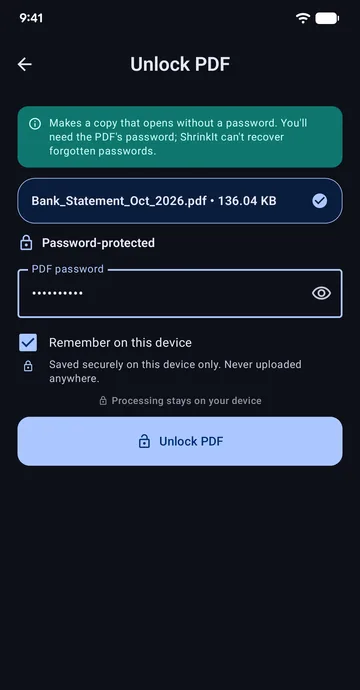 9:41
Unlock PDF
Makes a copy that opens without a password. You'll
need the PDF's password; ShrinkIt can't recover
forgotten passwords.
Bank_Statement_Oct_2026.pdf • 136.04 KB
Password-protected
PDF password
••••••••••
Remember on this device
Saved securely on this device only. Never uploaded
anywhere.
Processing stays on your device
Unlock PDF